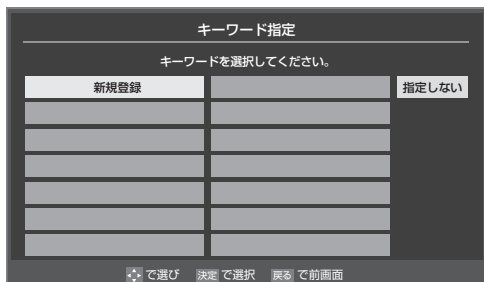 キーワード指定
キーワードを選択してください。
新規登録 指定しない
で選び 決定 で選択 戻る で前画面